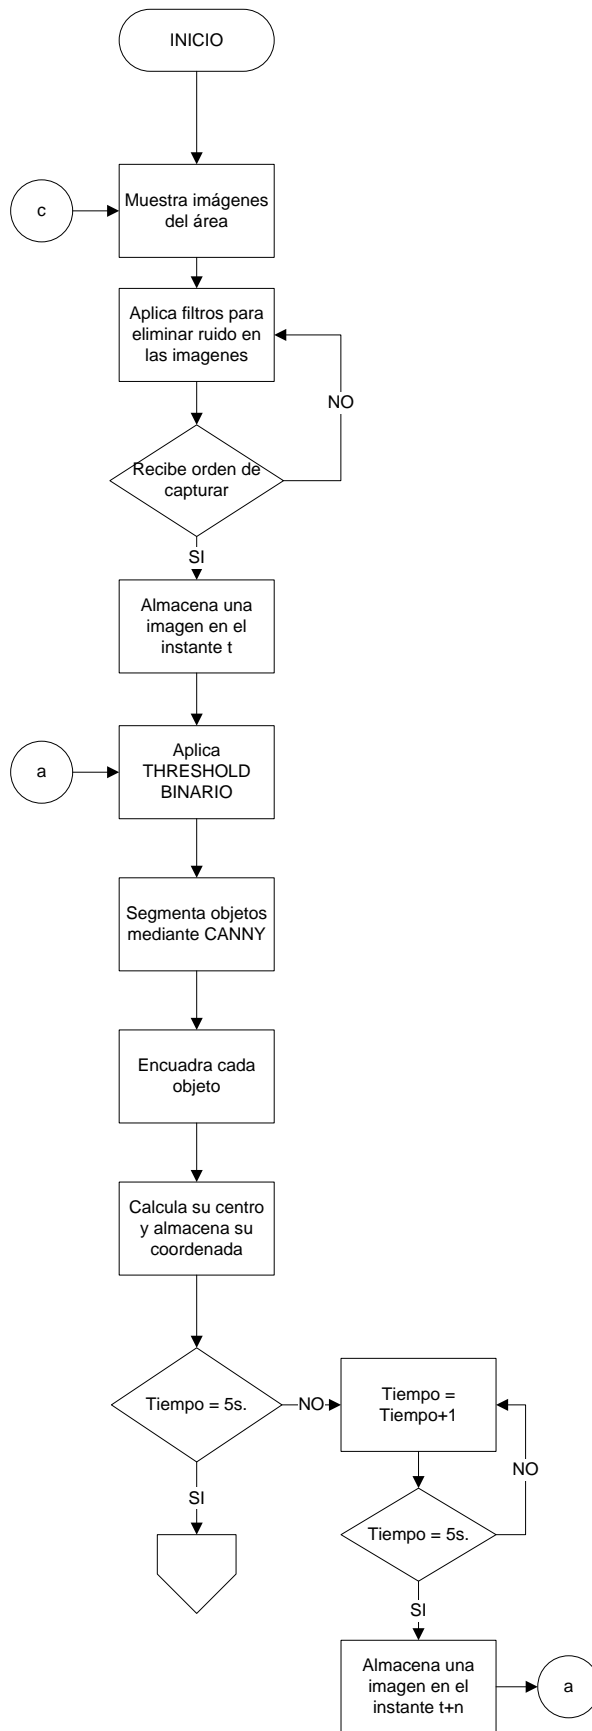 INICIO
c
Muestra imágenes
del área
Aplica filtros para
eliminar ruido en
las imagenes
NO
Recibe orden de
capturar
SI
Almacena una
imagen en el
instante t
a
Aplica
THRESHOLD
BINARIO
Segmenta objetos
mediante CANNY
Encuadra cada
objeto
Calcula su centro
y almacena su
coordenada
Tiempo = 5s.
NO
Tiempo =
Tiempo+1
NO
SI
Tiempo = 5s.
SI
Almacena una
imagen en el
instante t+n
a